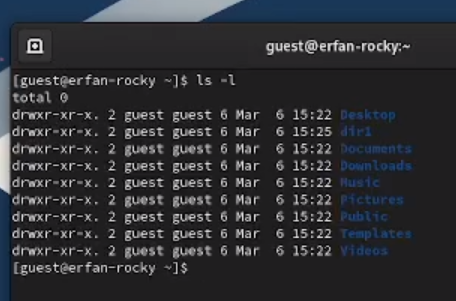 guest@erfan-rocky:~
[guest@erfan-rocky ~]$ ls -l
total 0
drwxr-xr-x. 2 guest guest 6 Mar  6 15:22 Desktop
drwxr-xr-x. 2 guest guest 6 Mar  6 15:25 dir1
drwxr-xr-x. 2 guest guest 6 Mar  6 15:22 Documents
drwxr-xr-x. 2 guest guest 6 Mar  6 15:22 Downloads
drwxr-xr-x. 2 guest guest 6 Mar  6 15:22 Music
drwxr-xr-x. 2 guest guest 6 Mar  6 15:22 Pictures
drwxr-xr-x. 2 guest guest 6 Mar  6 15:22 Public
drwxr-xr-x. 2 guest guest 6 Mar  6 15:22 Templates
drwxr-xr-x. 2 guest guest 6 Mar  6 15:22 Videos
[guest@erfan-rocky ~]$